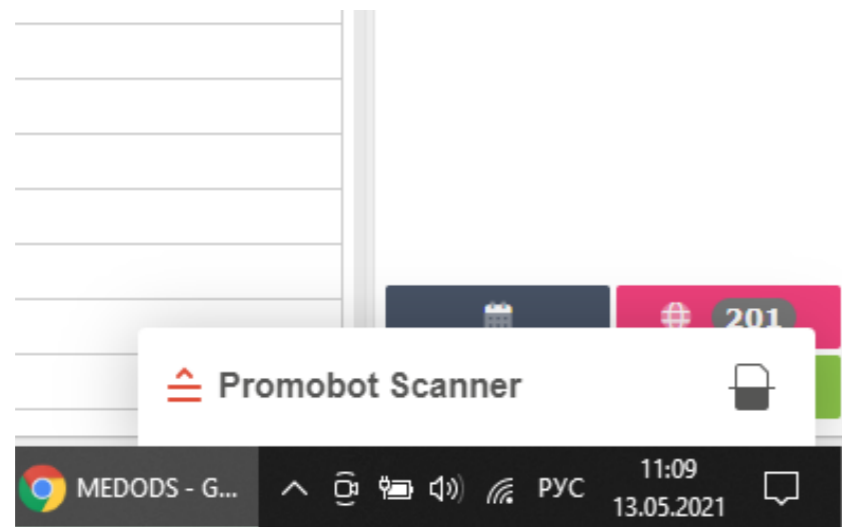 201
Promobot Scanner
MEDODS - G...
РУС
11:09
13.05.2021